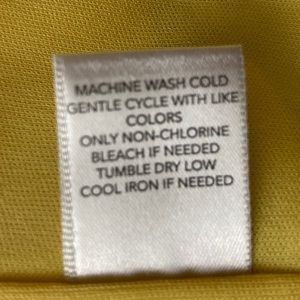 MACHINE WASH COLD
GENTLE CYCLE WITH LIKE
COLORS
ONLY NON-CHLORINE
BLEACH IF NEEDED
TUMBLE DRY LOW
COOL IRON IF NEEDED